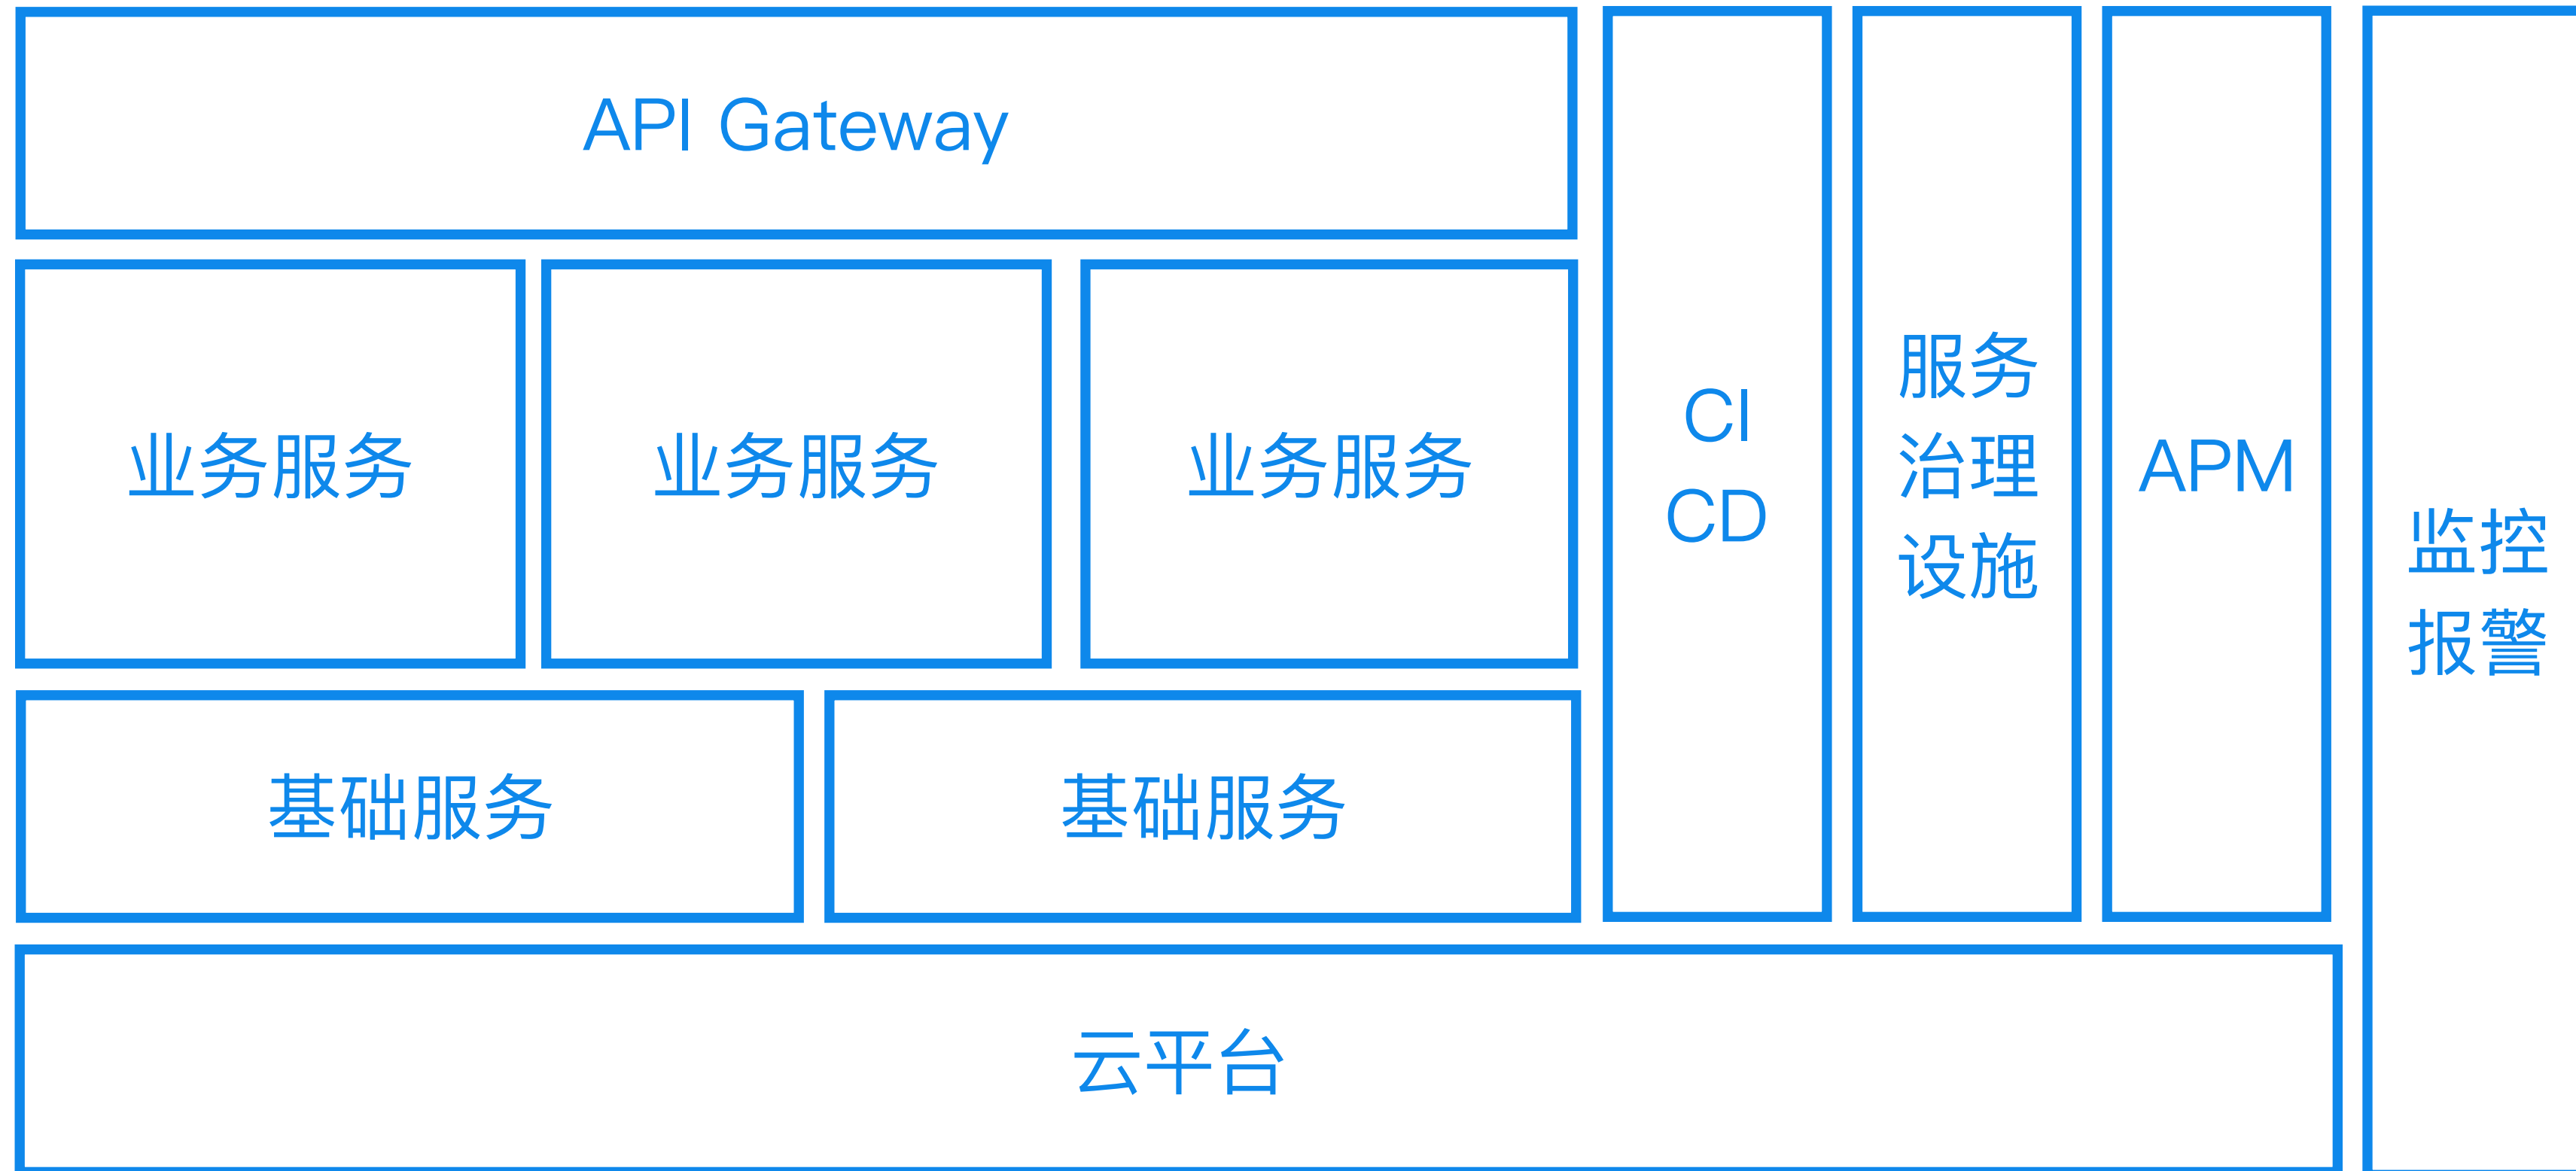 API Gateway
业务服务
业务服务
业务服务
基础服务
基础服务
云平台
CI
CD
服务
治理
设施
APM
监控
报警